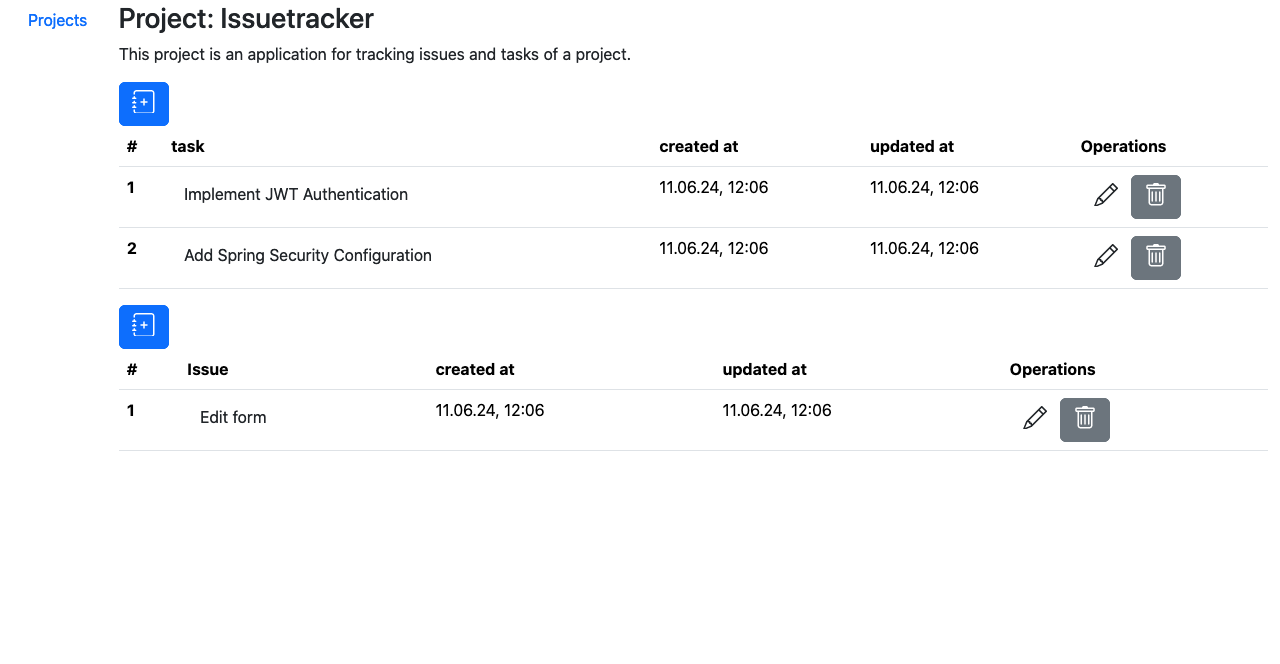 Projects
Project: Issuetracker
This project is an application for tracking issues and tasks of a project.
# task created at updated at Operations
1 Implement JWT Authentication 11.06.24, 12:06 11.06.24, 12:06
2 Add Spring Security Configuration 11.06.24, 12:06 11.06.24, 12:06
# Issue created at updated at Operations
1 Edit form 11.06.24, 12:06 11.06.24, 12:06